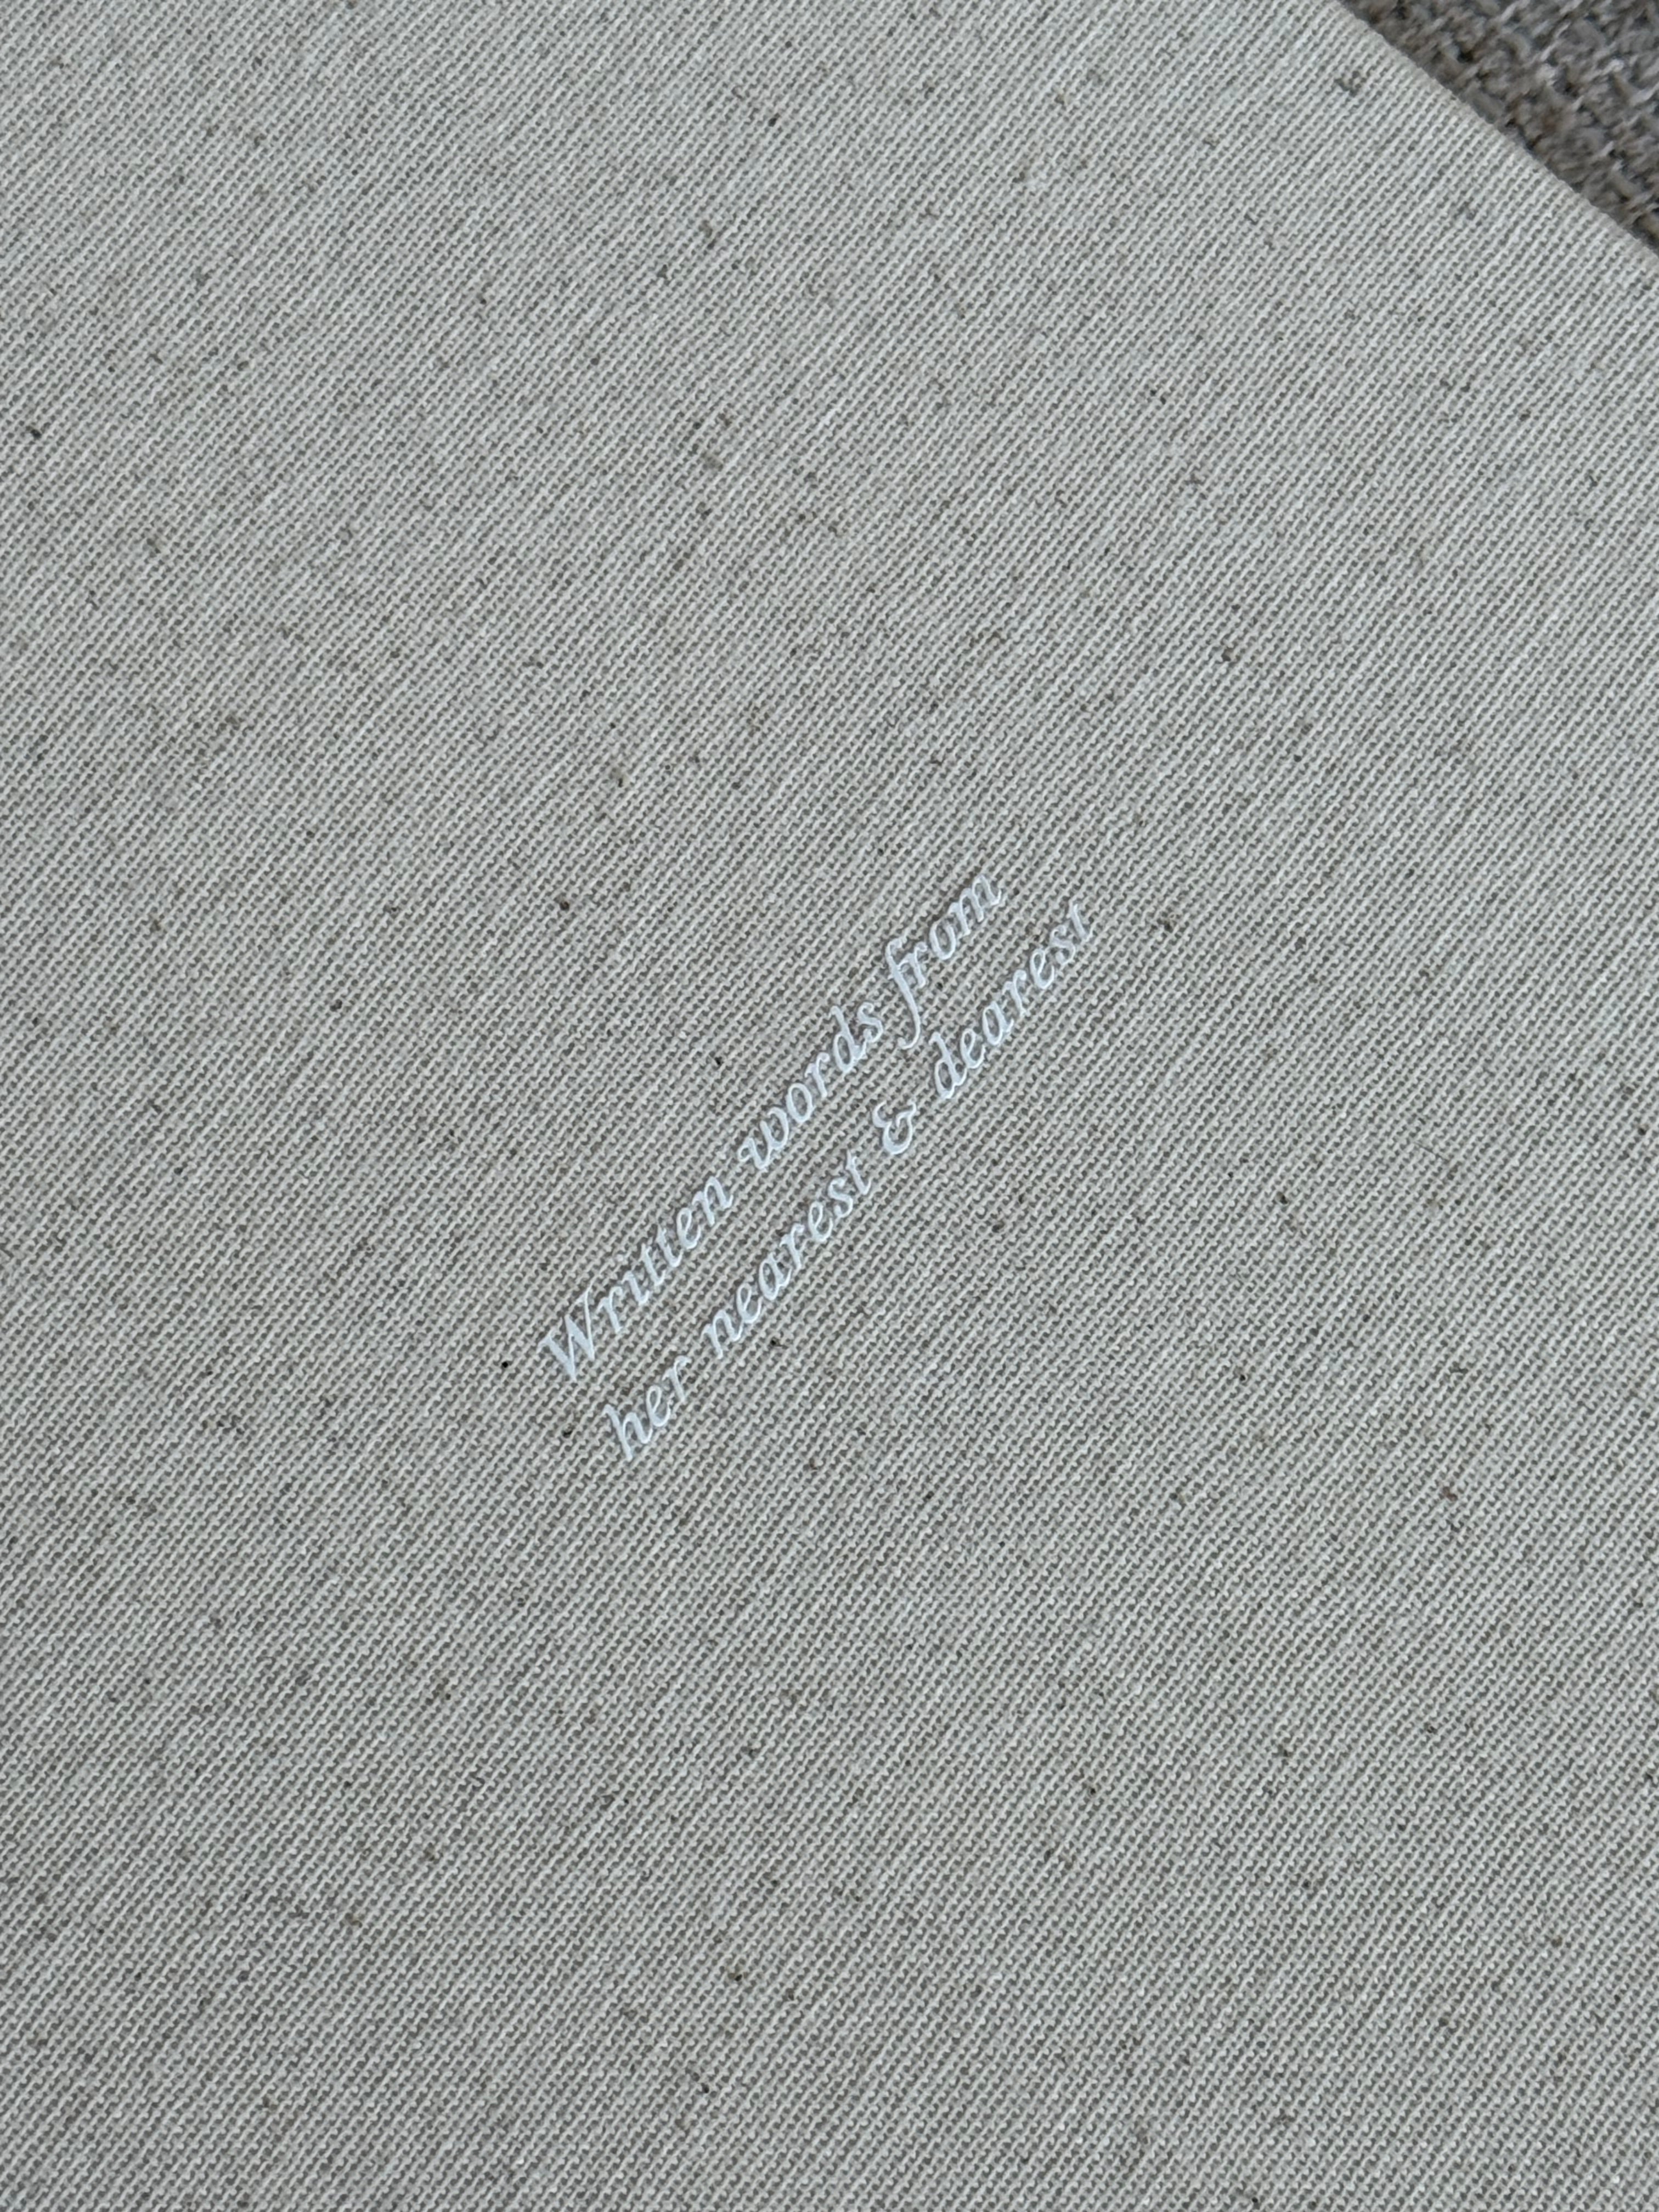 Written words from
her nearest & dearest